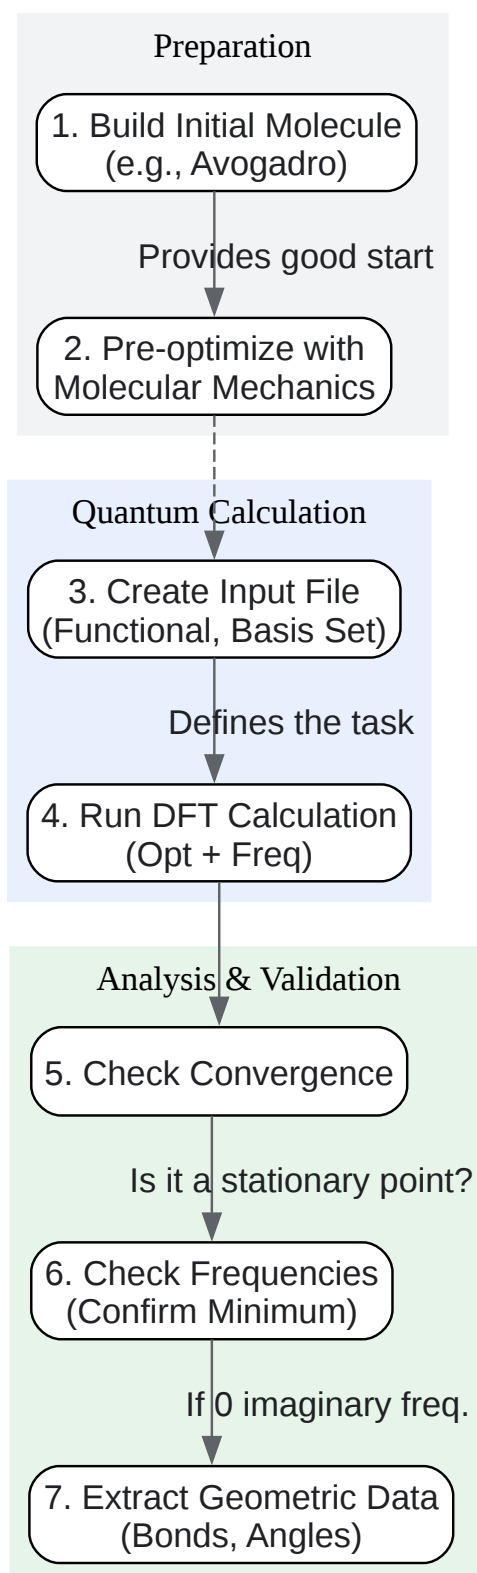 Preparation
1. Build Initial Molecule
(e.g., Avogadro)
Provides good start
2. Pre-optimize with
Molecular Mechanics
Quantum Calculation
3. Create Input File
(Functional, Basis Set)
Defines the task
4. Run DFT Calculation
(Opt + Freq)
Analysis & Validation
5. Check Convergence
Is it a stationary point?
6. Check Frequencies
(Confirm Minimum)
If 0 imaginary freq.
7. Extract Geometric Data
(Bonds, Angles)